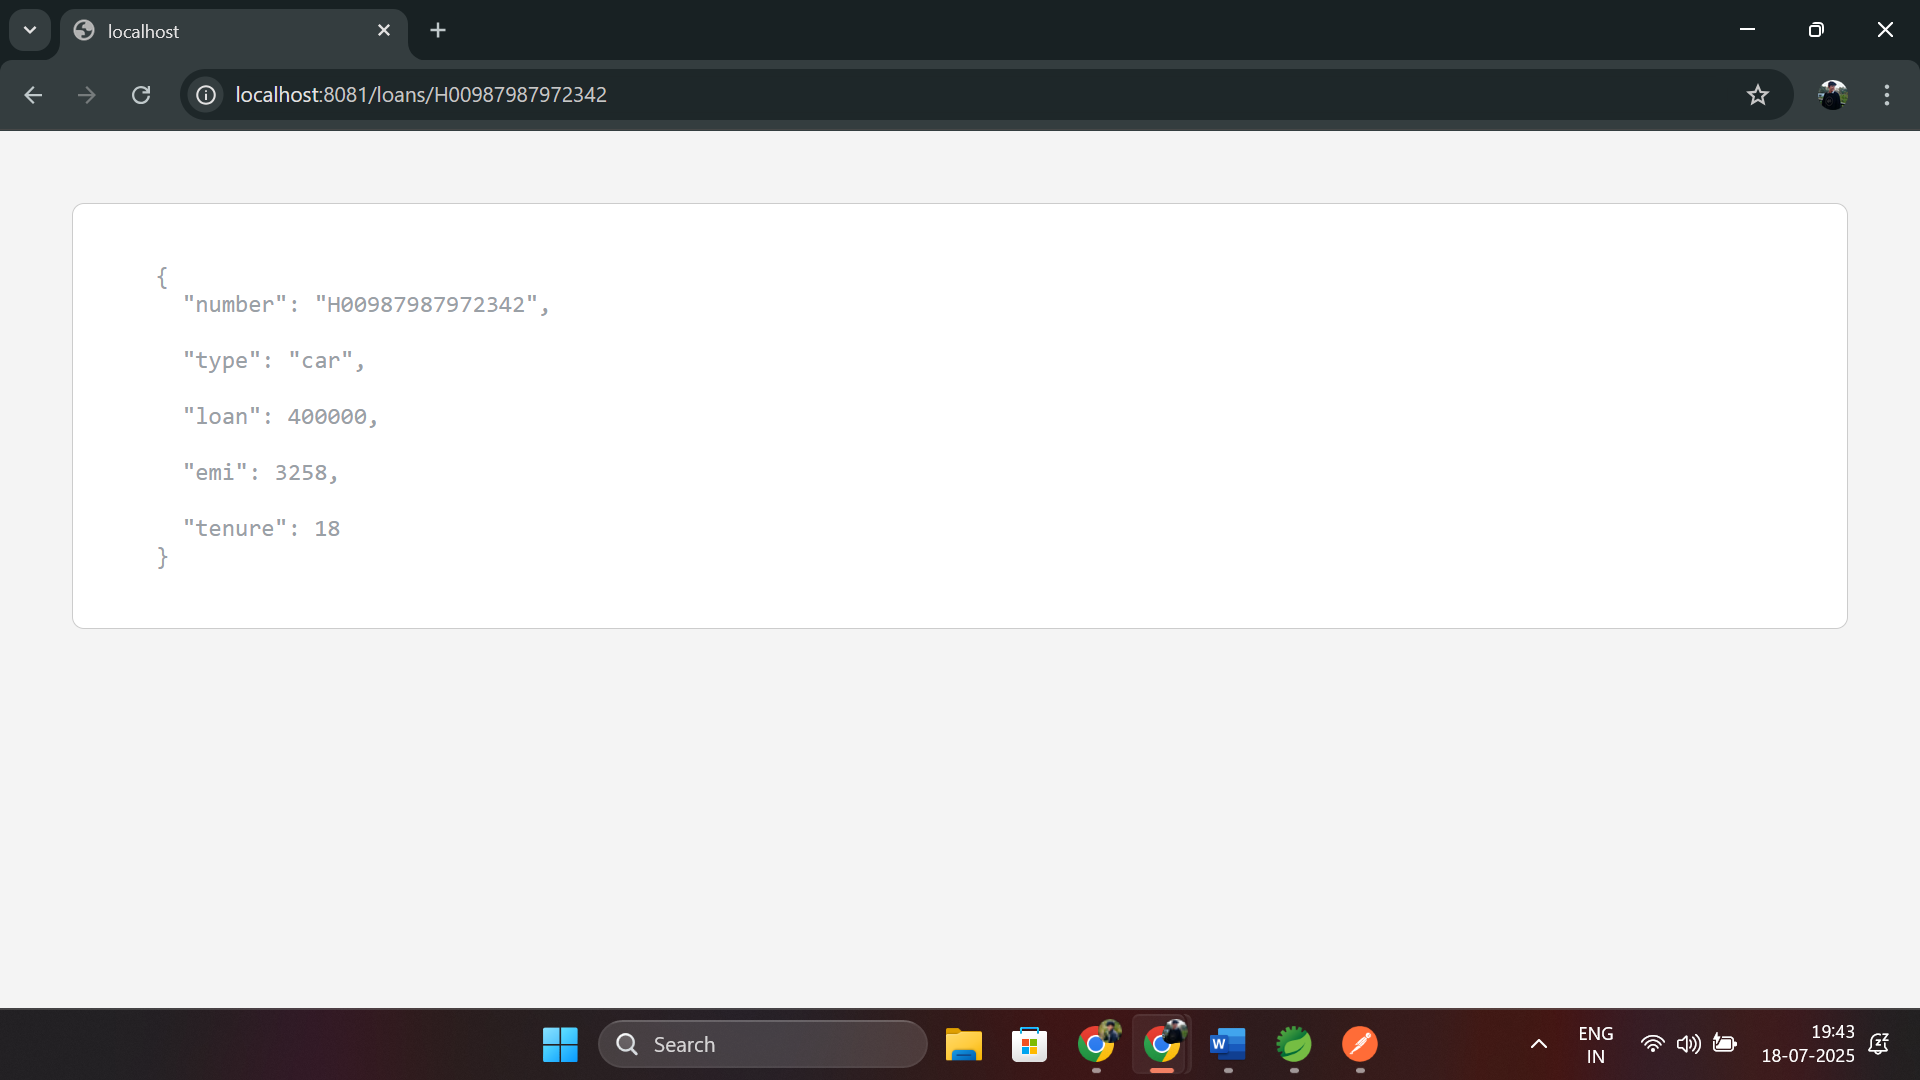 localhost
localhost:8081/loans/H00987987972342
{
"number": "H00987987972342",
"type": "car",
"loan": 400000,
"emi": 3258,
"tenure": 18
}
Search
W
ENG
IN
19:43
18-07-2025